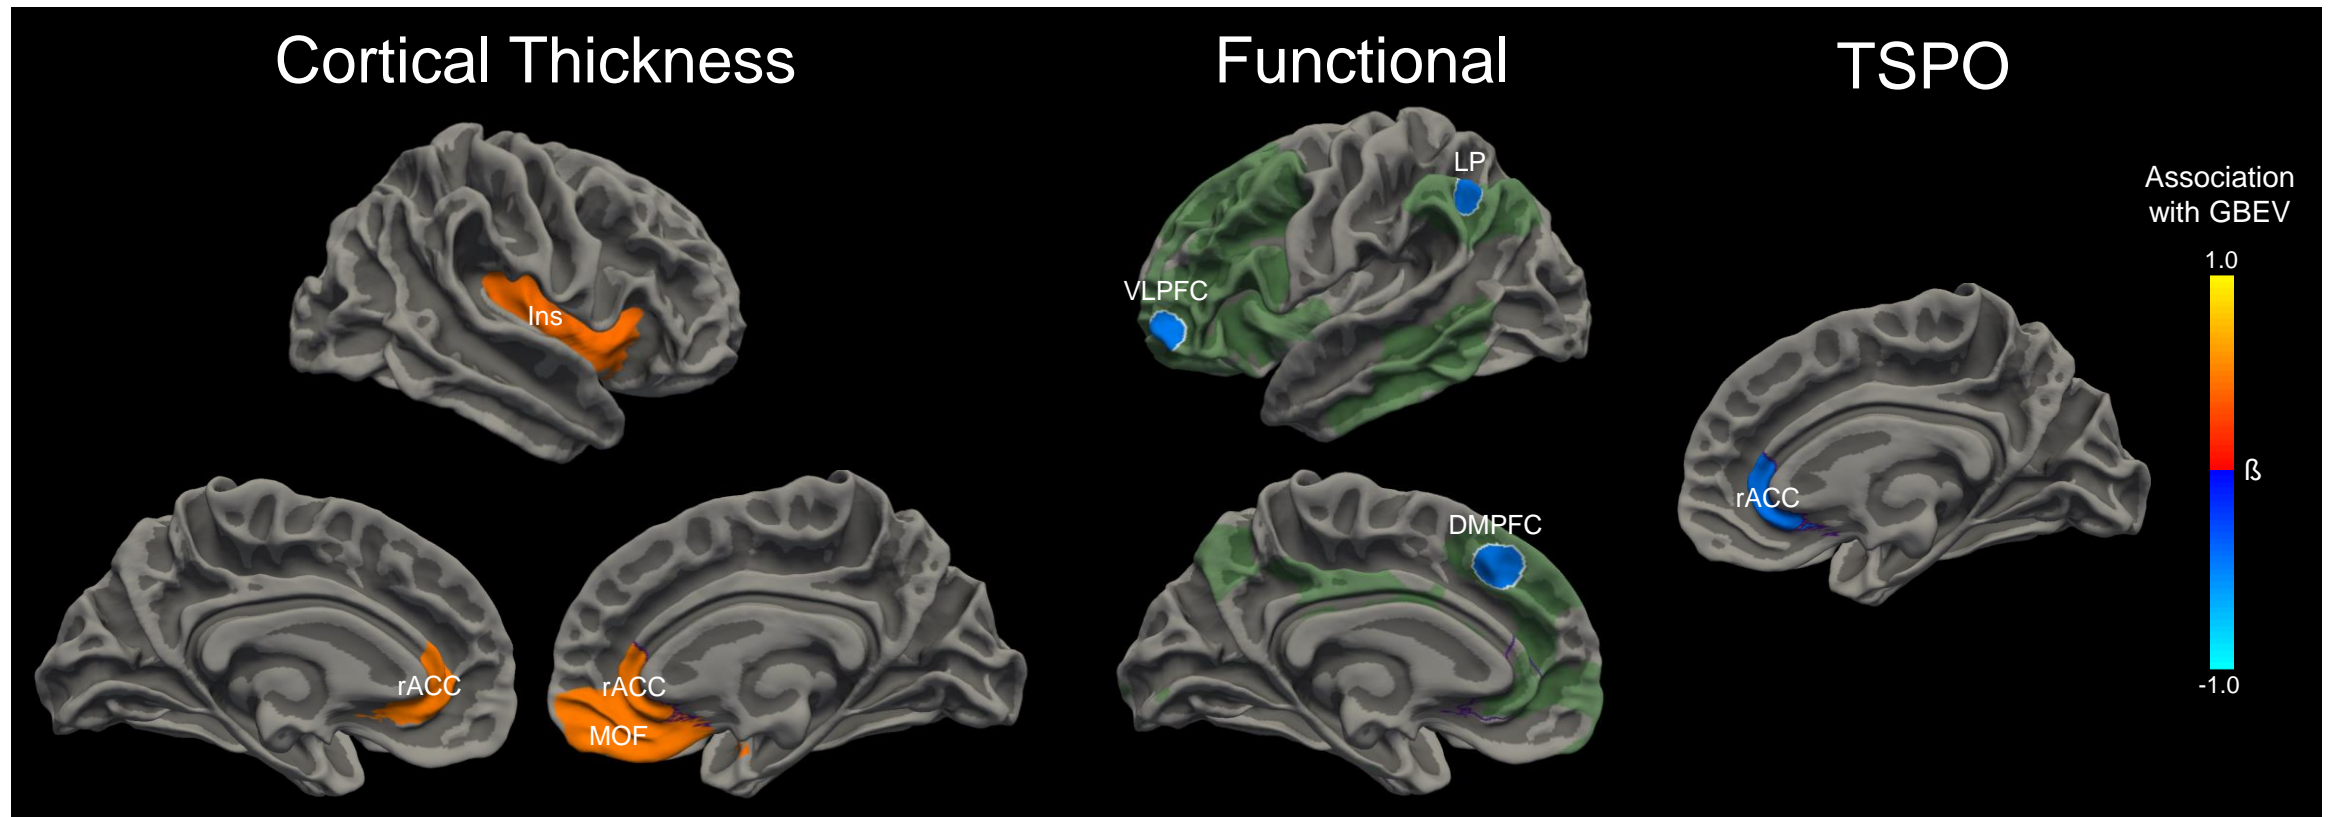 Cortical Thickness
Functional
TSPO
Ins
rACC
rACC
MOF
LP
VLPFC
DMPFC
rACC
Association
with GBEV
1.0
ß
-1.0